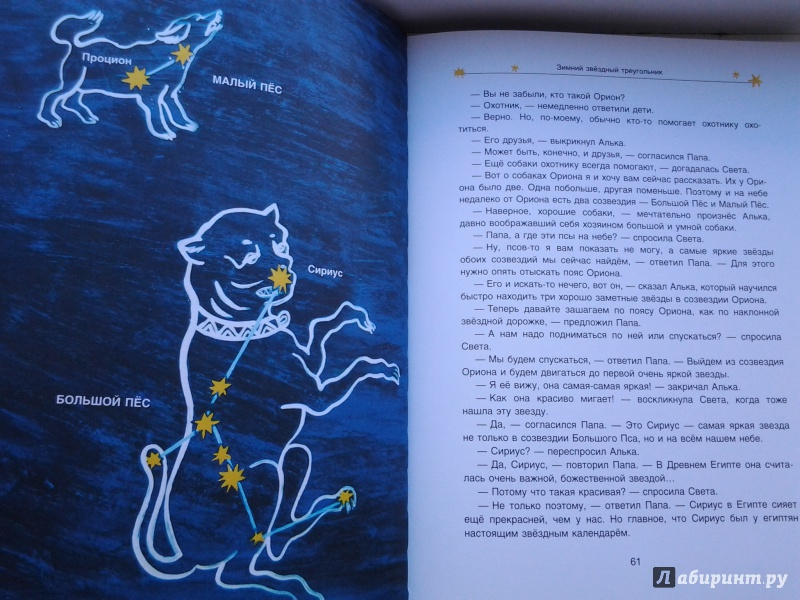 Процион
МАЛЫЙ ПЁС
Сириус
БОЛЬШОЙ ПЁС
Зимний звёздный треугольник
— Вы не забыли, кто такой Орион?
— Охотник, — немедленно ответили дети.
— Верно. Но, по-моему, обычно кто-то помогает охотнику охо-
титься.
— Его друзья, — выкрикнул Алька.
— Может быть, конечно, и друзья, — согласился Папа.
— Ещё собаки охотнику всегда помогают, — догадалась Света.
— Вот о собаках Ориона я и хочу вам сейчас рассказать. Их у Ори-
она было две. Одна побольше, другая поменьше. Поэтому и на небе
недалеко от Ориона есть два созвездия — Большой Пёс и Малый Пёс.
— Наверное, хорошие собаки, — мечтательно произнёс Алька,
давно воображавший себя хозяином большой и умной собаки.
— Папа, а где эти псы на небе? — спросила Света.
— Ну, псов-то я вам показать не могу, а самые яркие звёзды
обоих созвездий мы сейчас найдём, — ответил Папа. — Для этого
нужно опять отыскать пояс Ориона.
— Его и искать-то нечего, вот он, — сказал Алька, который научился
быстро находить три хорошо заметные звёзды в созвездии Ориона.
— Теперь давайте зашагаем по поясу Ориона, как по наклонной
звёздной дорожке, — предложил Папа.
— А нам надо подниматься по ней или спускаться? — спросила
Света.
— Мы будем спускаться, — ответил Папа. — Выйдем из созвездия
Ориона и будем двигаться до первой очень яркой звезды.
— Я её вижу, она самая-самая яркая! — закричал Алька.
— Как она красиво мигает! — воскликнула Света, когда тоже
нашла эту звезду.
— Да, — согласился Папа. — Это Сириус — самая яркая звезда
не только в созвездии Большого Пса, но и на всём нашем небе.
— Сириус? — переспросил Алька.
— Да, Сириус, — повторил Папа. — В Древнем Египте она счита-
лась очень важной, божественной звездой...
— Потому что такая красивая? — спросила Света.
— Не только поэтому, — ответил Папа. — Сириус в Египте сияет
ещё прекрасней, чем у нас. Но главное, что Сириус был у египтян
настоящим звёздным календарём.
61
Лабиринт.ру